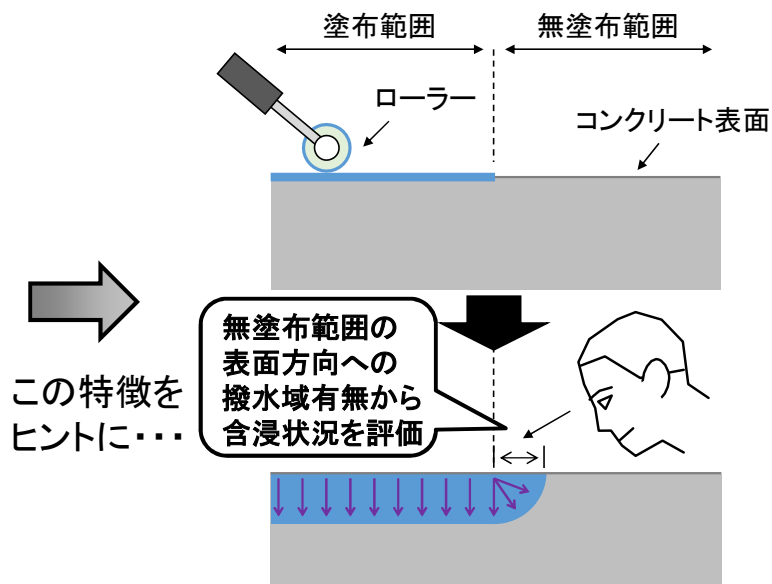 塗布範囲
無塗布範囲
ローラー
コンクリート表面
この特徴を
ヒントに・・・
無塗布範囲の
表面方向への
撥水域有無から
含浸状況を評価